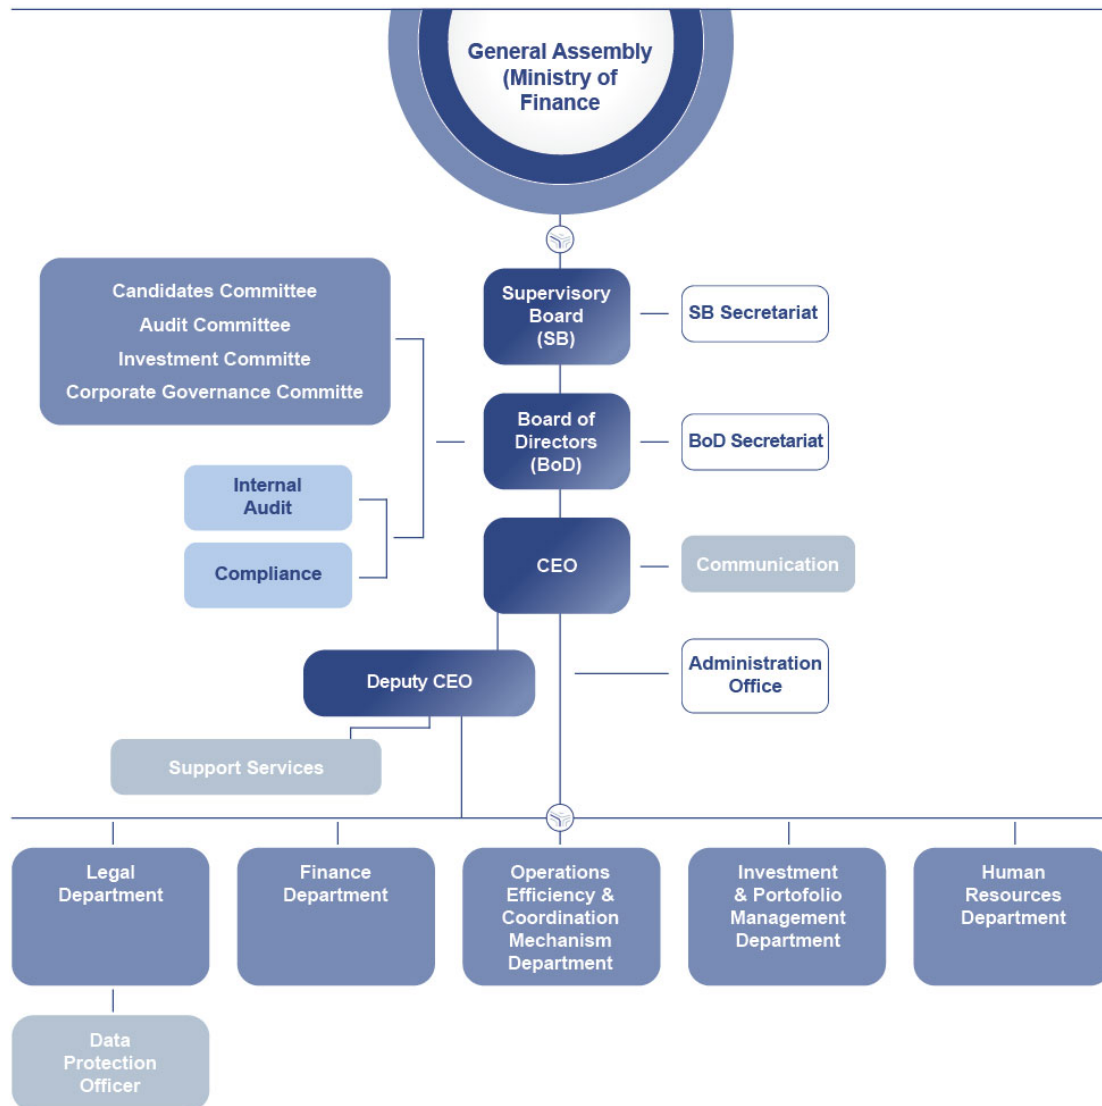 General Assembly
(Ministry of
Finance
Candidates Committee
Audit Committee
Investment Committe
Corporate Governance Committe
Supervisory
Board
(SB)
SB Secretariat
Board of
Directors
(BoD)
BoD Secretariat
Internal
Audit
Compliance
CEO
Communication
Deputy CEO
Administration
Office
Support Services
Legal
Department
Finance
Department
Operations
Efficiency &
Coordination
Mechanism
Department
Investment
& Portofolio
Management
Department
Human
Resources
Department
Data
Protection
Officer